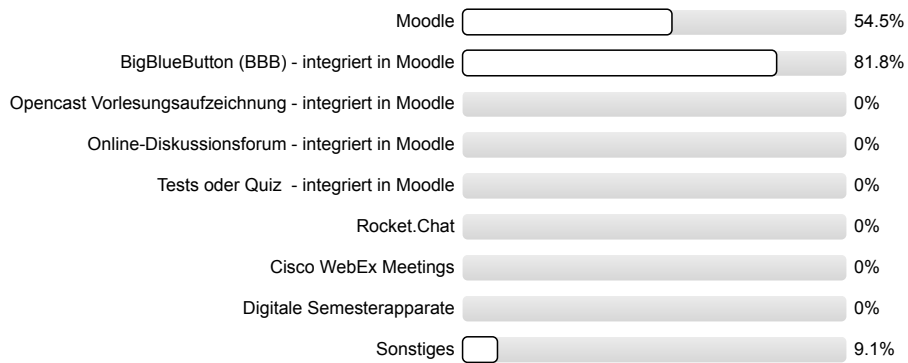 Moodle 54.5%
BigBlueButton (BBB) - integriert in Moodle 81.8%
Opencast Vorlesungsaufzeichnung - integriert in Moodle 0%
Online-Diskussionsforum - integriert in Moodle 0%
Tests oder Quiz  - integriert in Moodle 0%
Rocket.Chat 0%
Cisco WebEx Meetings 0%
Digitale Semesterapparate 0%
Sonstiges 9.1%